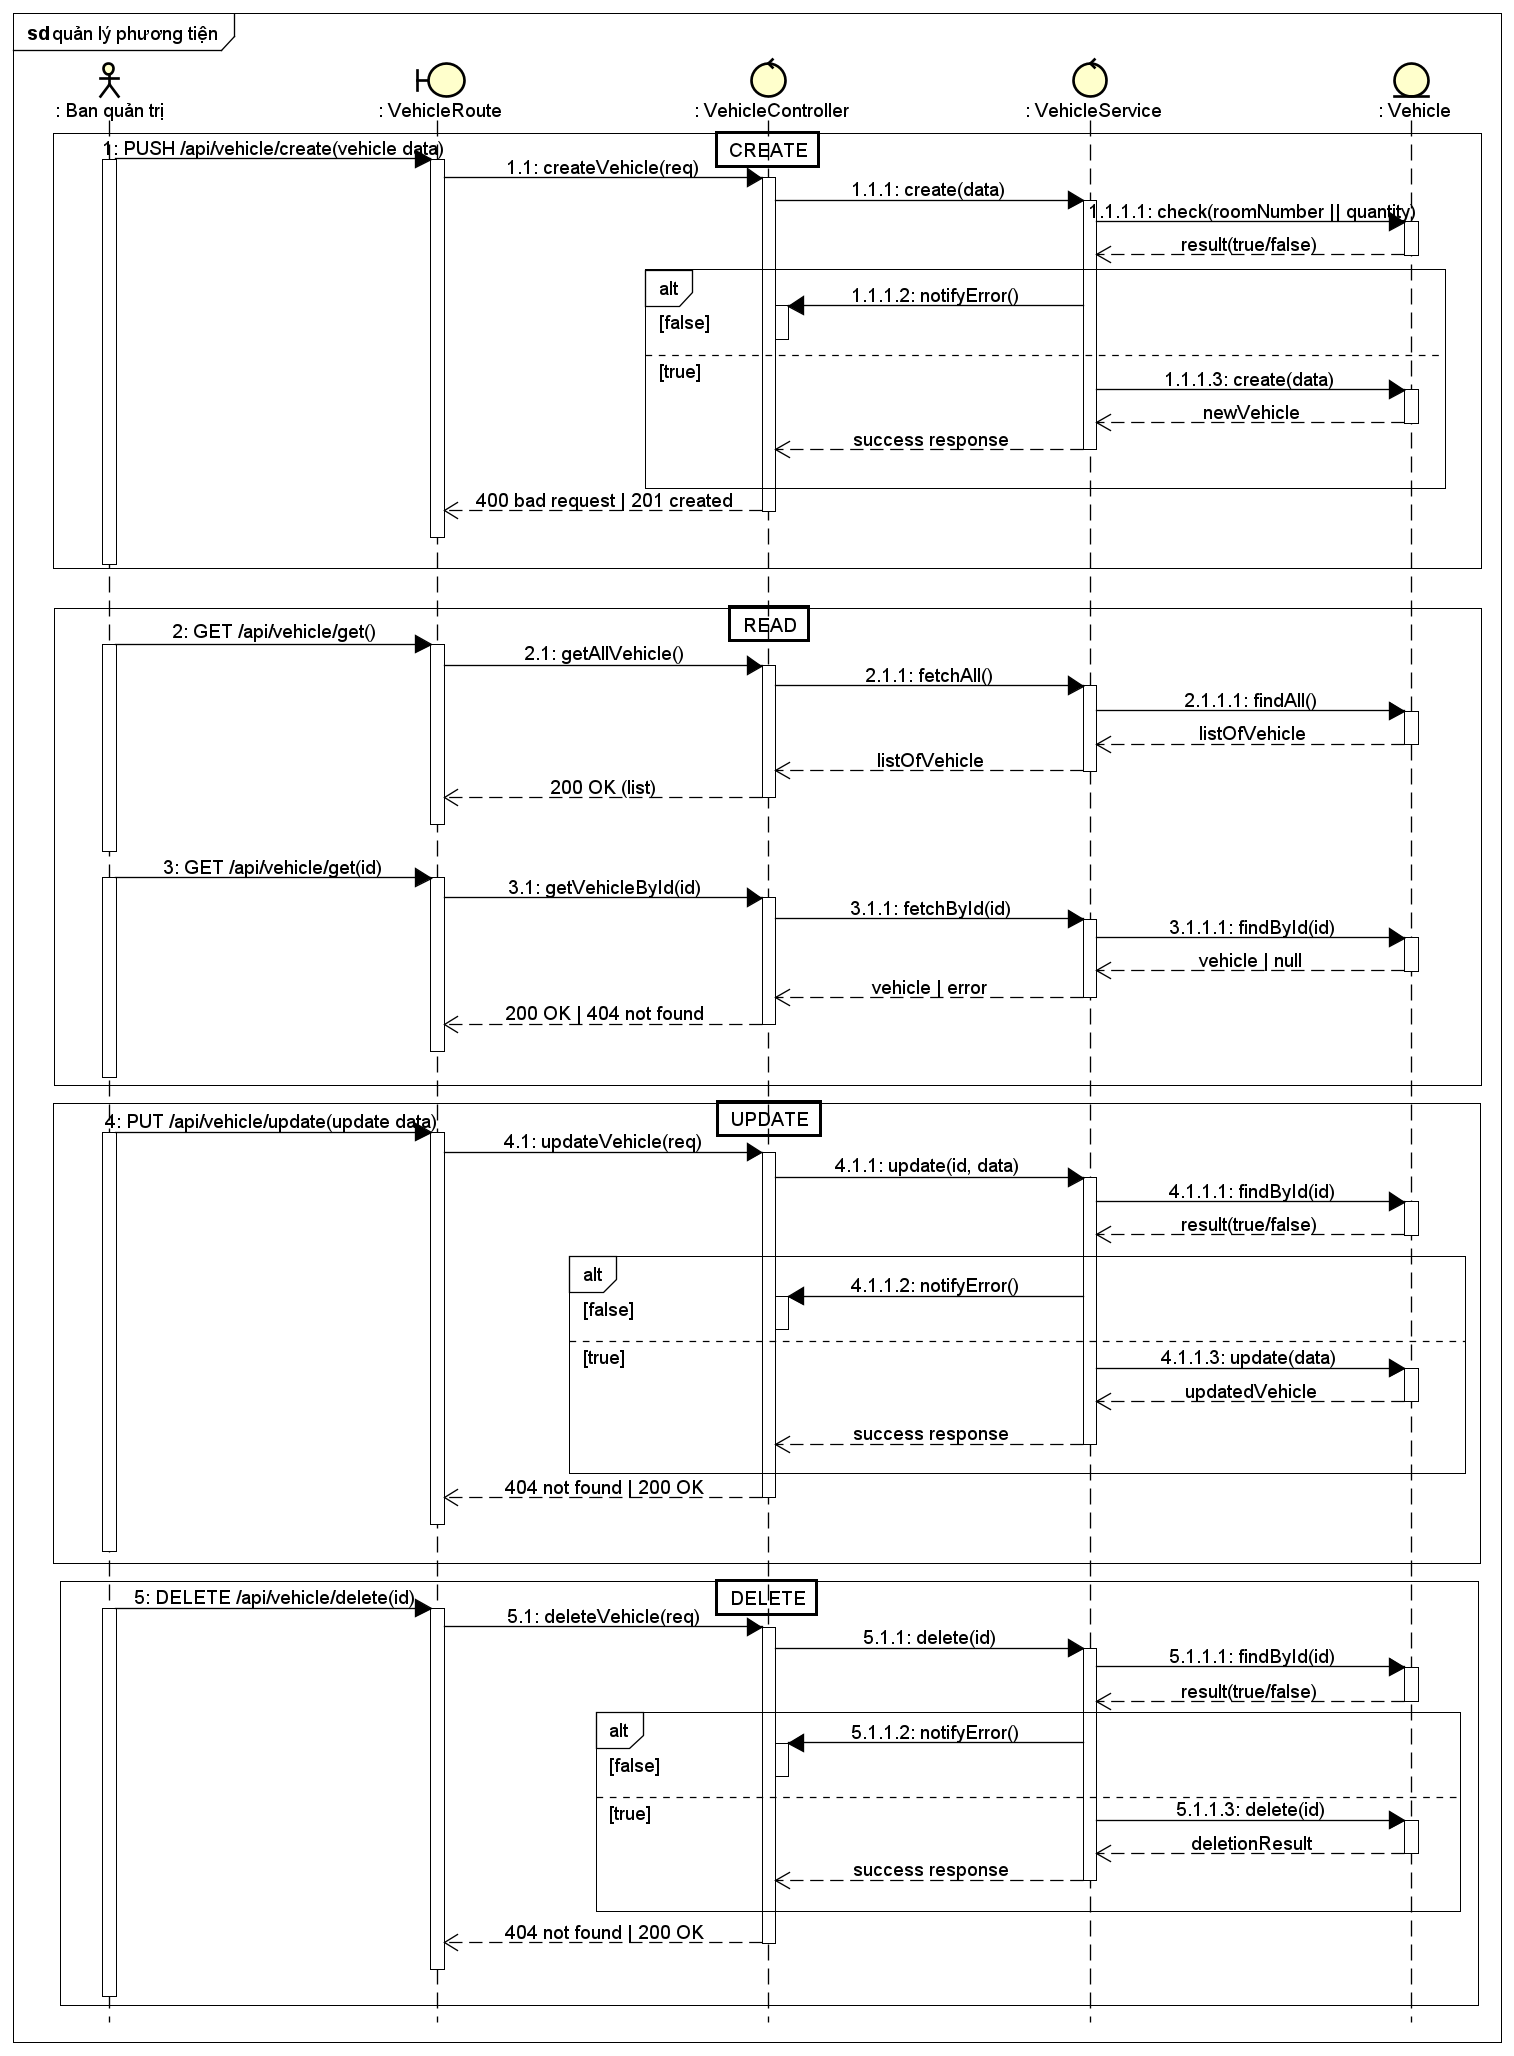 sd quản lý phương tiện
: Ban quản trị
: VehicleRoute
: VehicleController
: VehicleService
: Vehicle
CREATE
1: PUSH /api/vehicle/create(vehicle data)
1.1: createVehicle(req)
1.1.1: create(data)
1.1.1.1: check(roomNumber || quantity)
result(true/false)
alt
1.1.1.2: notifyError()
[false]
[true]
1.1.1.3: create(data)
newVehicle
success response
400 bad request | 201 created
READ
2: GET /api/vehicle/get()
2.1: getAllVehicle()
2.1.1: fetchAll()
2.1.1.1: findAll()
listOfVehicle
listOfVehicle
200 OK (list)
3: GET /api/vehicle/get(id)
3.1: getVehicleById(id)
3.1.1: fetchById(id)
3.1.1.1: findById(id)
vehicle | null
vehicle | error
200 OK | 404 not found
UPDATE
4: PUT /api/vehicle/update(update data)
4.1: updateVehicle(req)
4.1.1: update(id, data)
4.1.1.1: findById(id)
result(true/false)
alt
4.1.1.2: notifyError()
[false]
[true]
4.1.1.3: update(data)
updatedVehicle
success response
404 not found | 200 OK
DELETE
5: DELETE /api/vehicle/delete(id)
5.1: deleteVehicle(req)
5.1.1: delete(id)
5.1.1.1: findById(id)
result(true/false)
alt
5.1.1.2: notifyError()
[false]
[true]
5.1.1.3: delete(id)
deletionResult
success response
404 not found | 200 OK